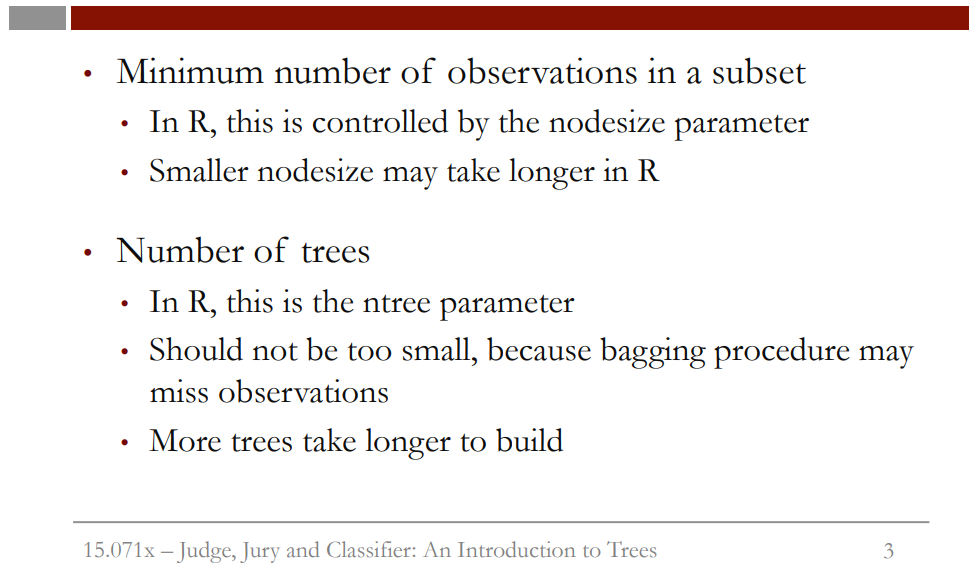 • Minimum number of observations in a subset
• In R, this is controlled by the nodesize parameter
• Smaller nodesize may take longer in R
• Number of trees
• In R, this is the ntree parameter
• Should not be too small, because bagging procedure may
miss observations
• More trees take longer to build
15.071x – Judge, Jury and Classifier: An Introduction to Trees
3